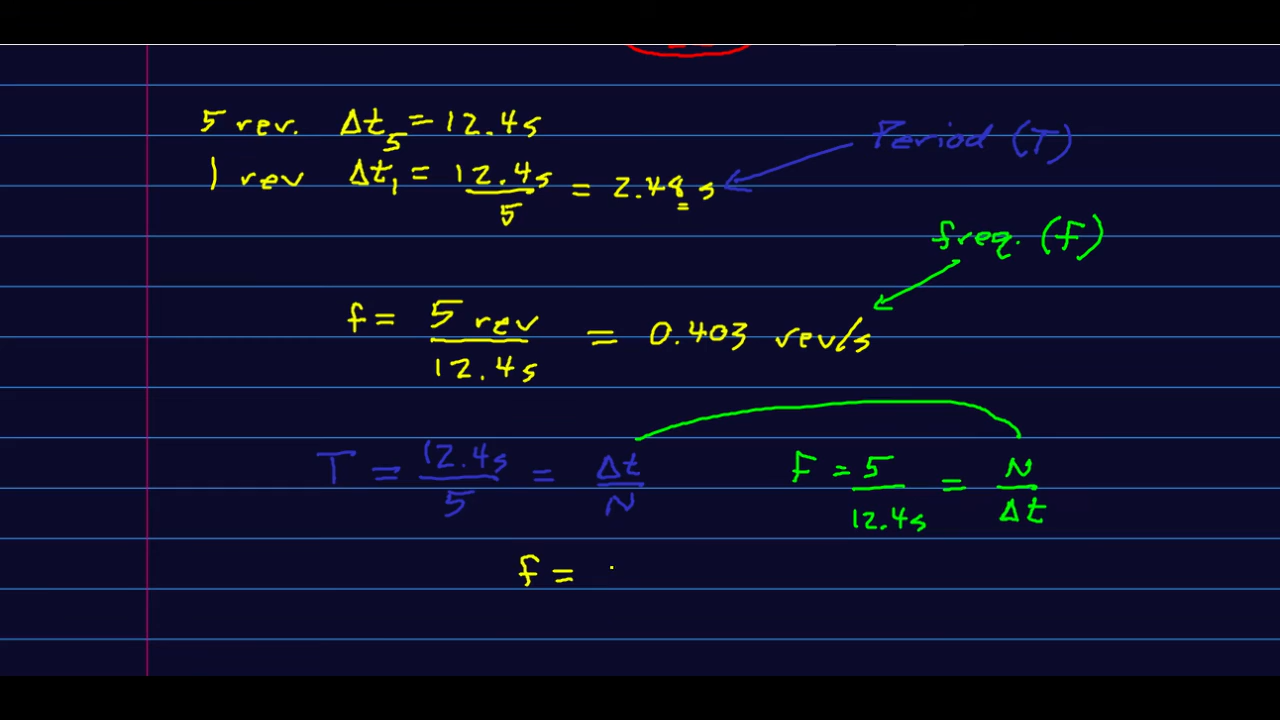 5 rev. Δt₅ = 12.4s
Period (T)
1 rev Δt₁ = 12.4s/5 = 2.48 s
freq. (f)
f = 5 rev/12.4s = 0.403 rev/s
T = 12.4s/5 = Δt/N
F = 5/12.4s = N/Δt
f =